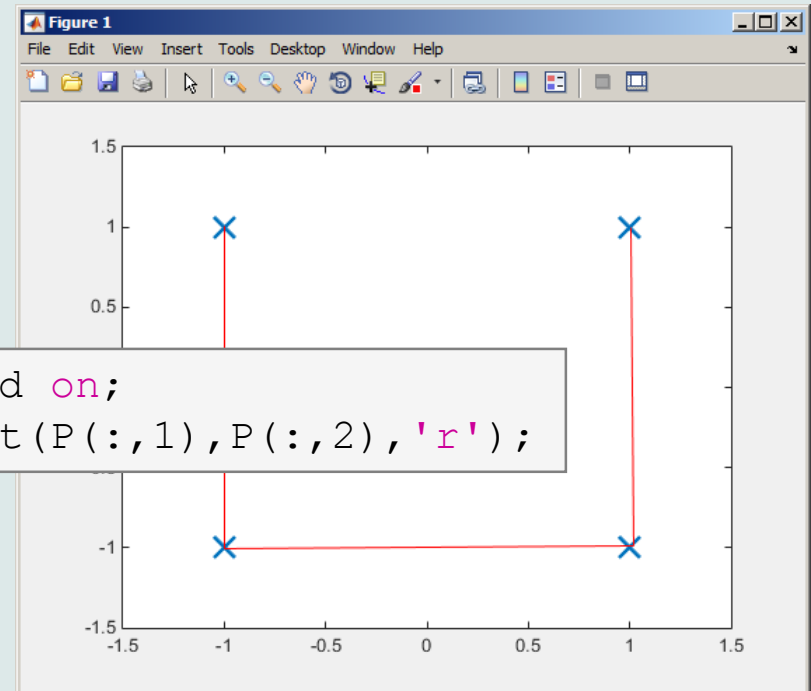 Figure 1
File Edit View Insert Tools Desktop Window Help
1.5
1
0.5
d on;
t(P(:,1),P(:,2),'r');
-1
-1.5
-1.5 -1 -0.5 0 0.5 1 1.5